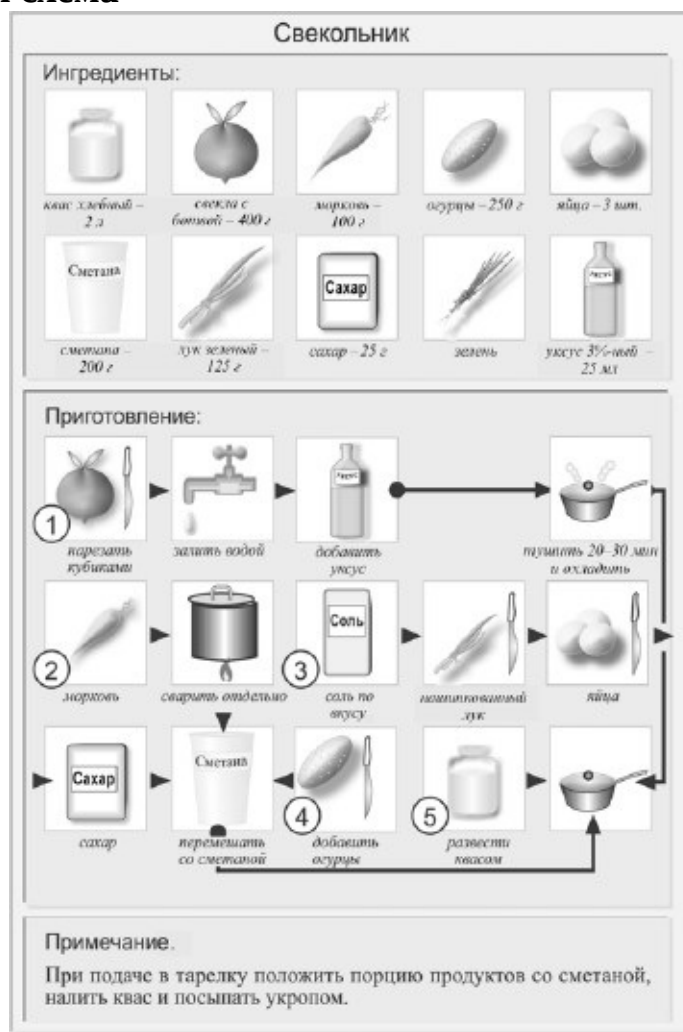 Свекольник
Ингредиенты:
квас хлебный –
2 л
свекла с
ботвой – 400 г
морковь –
100 г
огурцы – 250 г
яйца – 3 шт.
Сметана
Сахар
Уксус
сметана –
200 г
лук зеленый –
125 г
сахар – 25 г
зелень
уксус 3%-ный –
25 мл
Приготовление:
Уксус
1
нарезать
кубиками
залить водой
добавить
уксус
тушить 20–30 мин
и охладить
Соль
2
морковь
сварить отдельно
3
соль по
вкусу
нашинкованный
лук
яйца
Сахар
Сметана
4
5
сахар
перемешать
со сметаной
добавить
огурцы
развести
квасом
Примечание.
При подаче в тарелку положить порцию продуктов со сметаной,
налить квас и посыпать укропом.